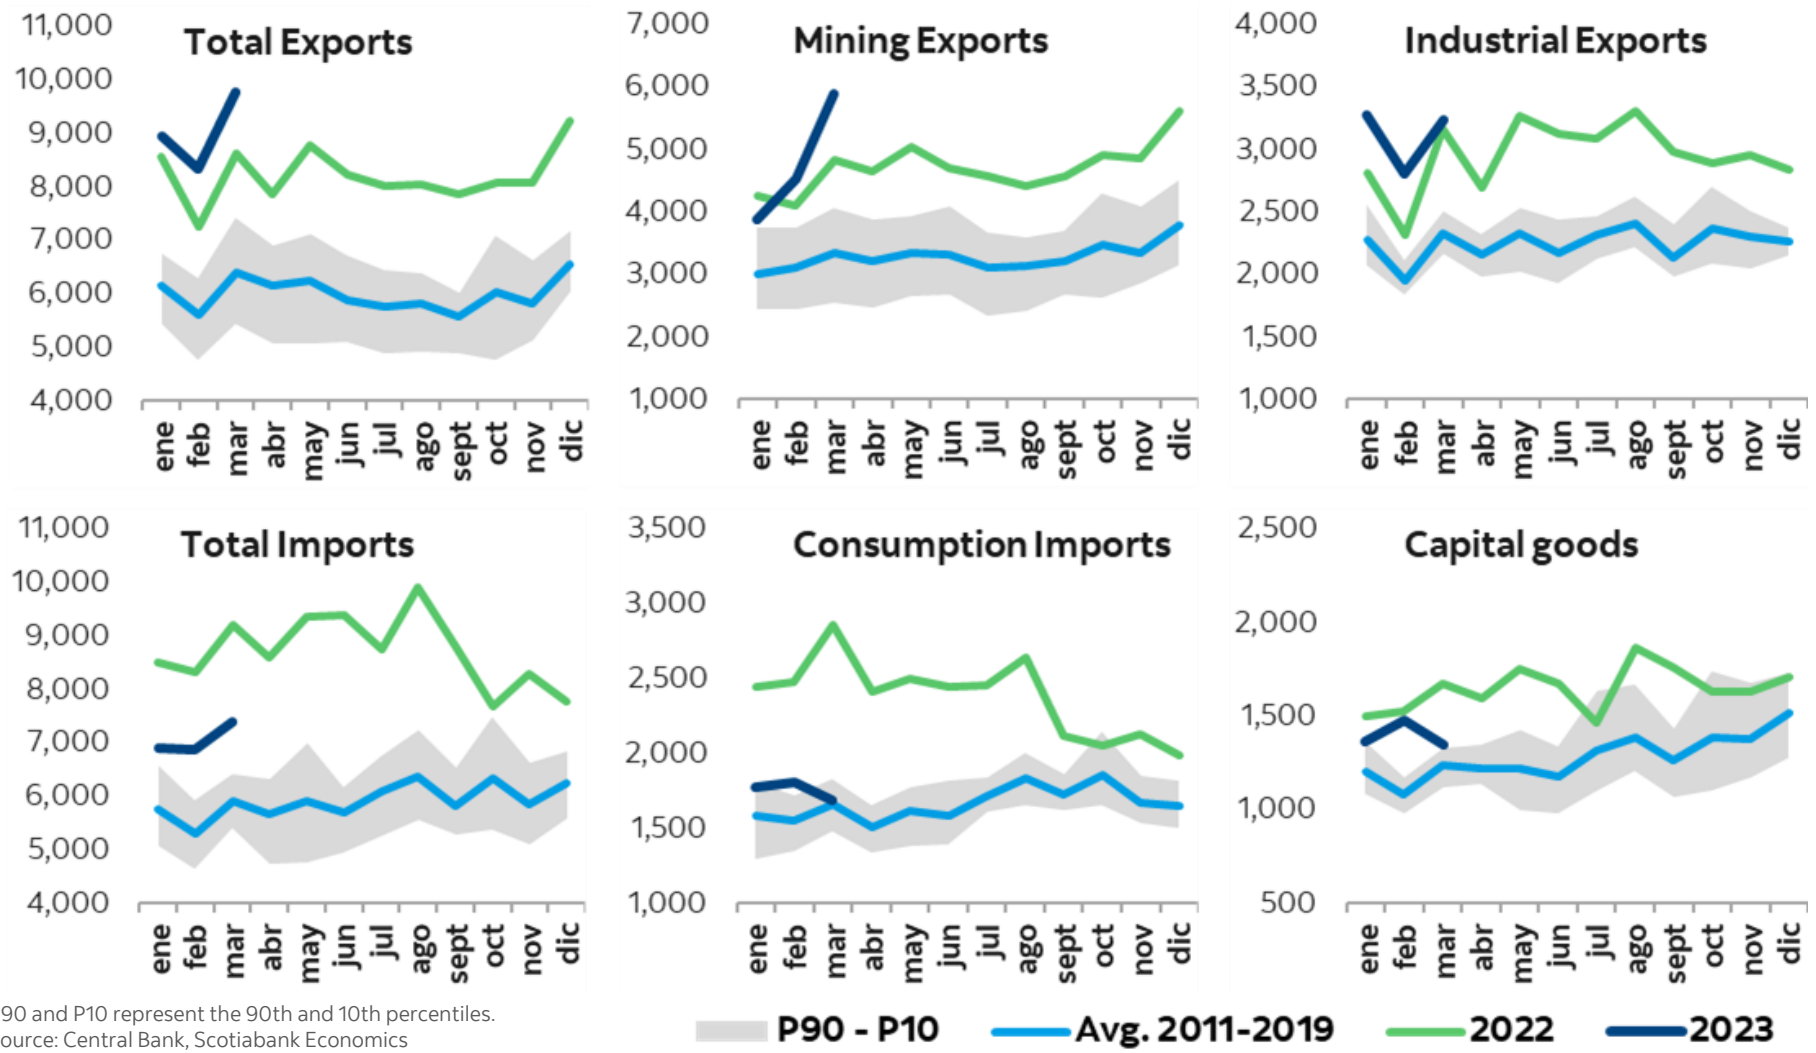 Total Exports
11,000
10,000
9,000
8,000
7,000
6,000
5,000
4,000
ene feb mar abr may jun jul ago sept oct nov dic
Mining Exports
7,000
6,000
5,000
4,000
3,000
2,000
1,000
ene feb mar abr may jun jul ago sept oct nov dic
Industrial Exports
4,000
3,500
3,000
2,500
2,000
1,500
1,000
ene feb mar abr may jun jul ago sept oct nov dic
Total Imports
11,000
10,000
9,000
8,000
7,000
6,000
5,000
4,000
ene feb mar abr may jun jul ago sept oct nov dic
Consumption Imports
3,500
3,000
2,500
2,000
1,500
1,000
ene feb mar abr may jun jul ago sept oct nov dic
Capital goods
2,500
2,000
1,500
1,000
500
ene feb mar abr may jun jul ago sept oct nov dic
90 and P10 represent the 90th and 10th percentiles.
ource: Central Bank, Scotiabank Economics
P90 - P10 Avg. 2011-2019 2022 2023